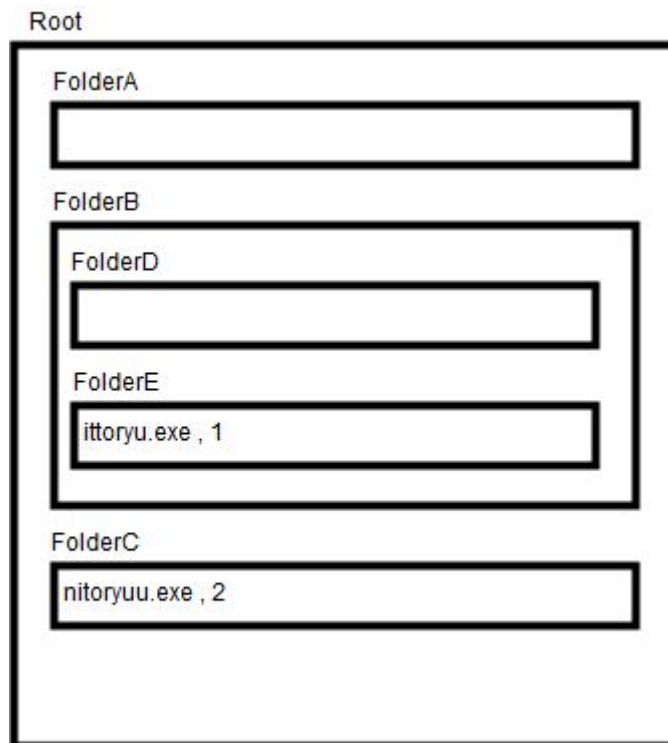 Root
FolderA
FolderB
FolderD
FolderE
ittoryu.exe , 1
FolderC
nitoryuu.exe , 2